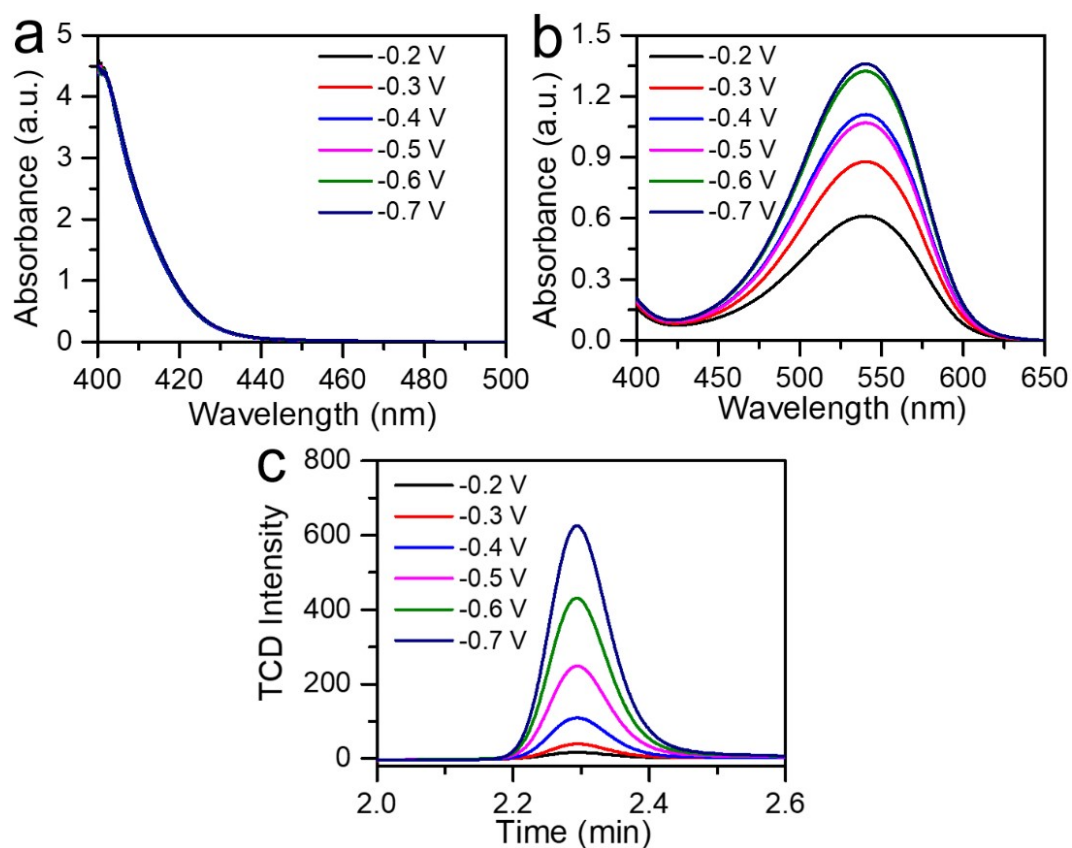 a
5
4
3
2
1
0
Absorbance (a.u.)
-0.2 V
-0.3 V
-0.4 V
-0.5 V
-0.6 V
-0.7 V
400 420 440 460 480 500
Wavelength (nm)
b
1.5
1.2
0.9
0.6
0.3
0.0
Absorbance (a.u.)
-0.2 V
-0.3 V
-0.4 V
-0.5 V
-0.6 V
-0.7 V
400 450 500 550 600 650
Wavelength (nm)
c
800
600
400
200
0
TCD Intensity
-0.2 V
-0.3 V
-0.4 V
-0.5 V
-0.6 V
-0.7 V
2.0 2.2 2.4 2.6
Time (min)